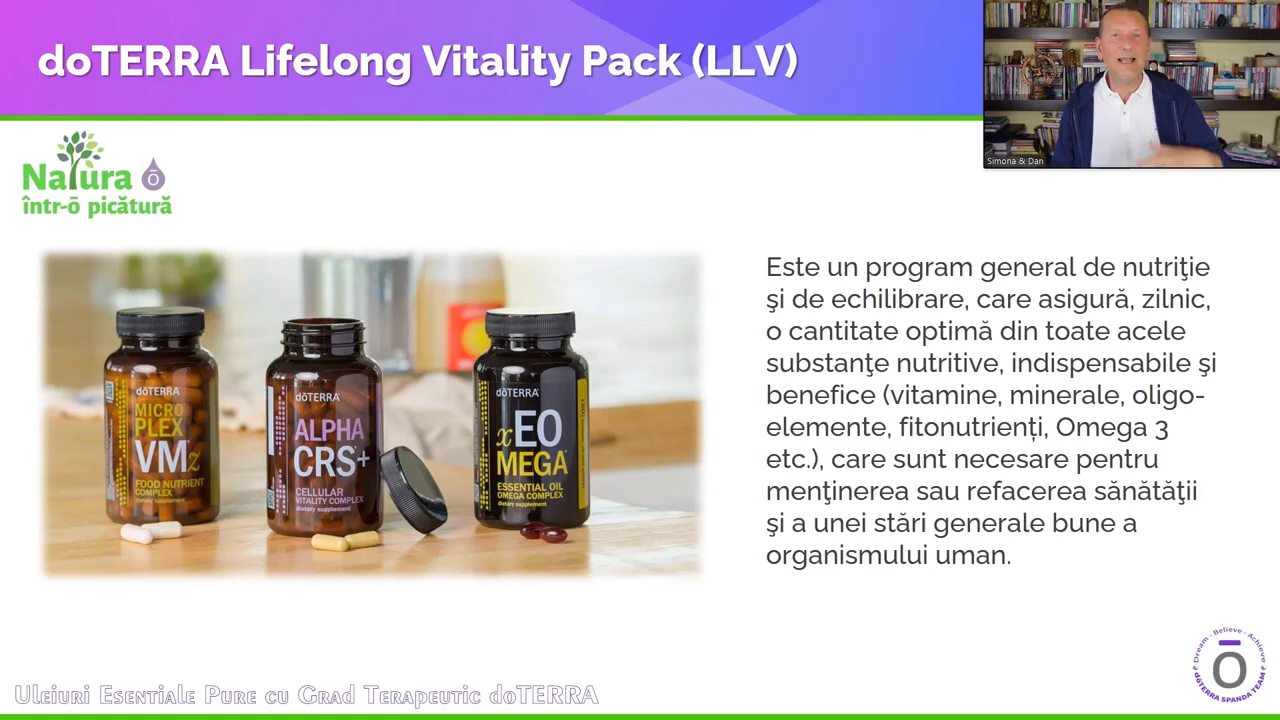 doTERRA Lifelong Vitality Pack (LLV)
Simona & Dan
Natura
într-ō picătură
Este un program general de nutriţie
şi de echilibrare, care asigură, zilnic,
o cantitate optimă din toate acele
substanţe nutritive, indispensabile şi
benefice (vitamine, minerale, oligo-
elemente, fitonutrienți, Omega 3
etc.), care sunt necesare pentru
menţinerea sau refacerea sănătăţii
şi a unei stări generale bune a
organismului uman.
dōTERRA
MICRO
PLEX
VMz
FOOD NUTRIENT
COMPLEX
dietary supplement
dōTERRA
ALPHA
CRS+
CELLULAR
VITALITY COMPLEX
dietary supplement
dōTERRA
xEO
MEGA
ESSENTIAL OIL
OMEGA COMPLEX
dietary supplement
Dream - Believe - Achieve
ō
dōTERRA SPANDA TEAM
Uleiuri Esentiale Pure cu Grad Terapeutic doTERRA